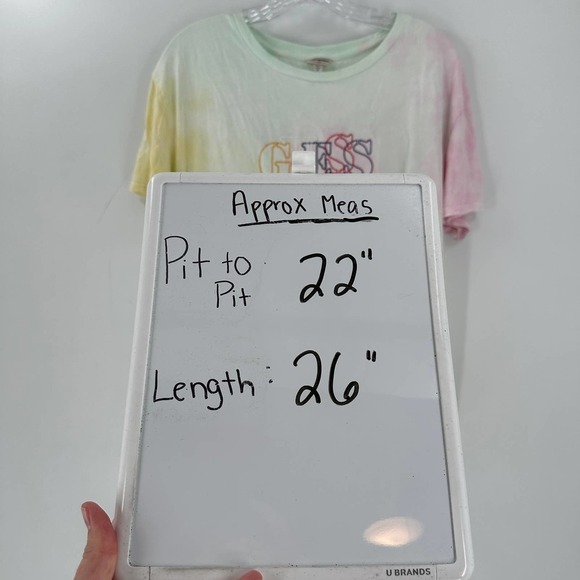 GUESS
Approx Meas
Pit to
Pit
22"
Length: 26"
U BRANDS